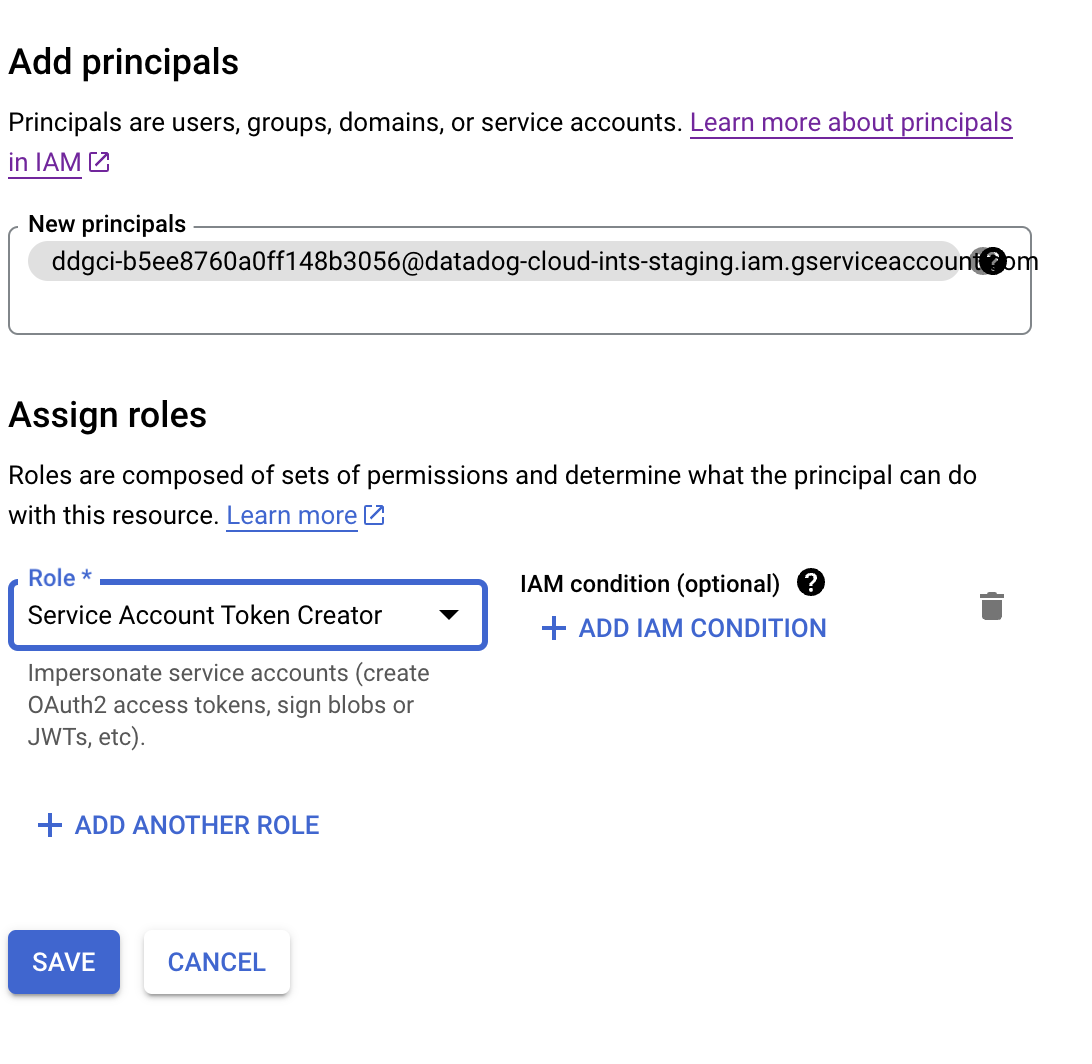 Add principals
Principals are users, groups, domains, or service accounts. Learn more about principals
in IAM
New principals
ddgci-b5ee8760a0ff148b3056@datadog-cloud-ints-staging.iam.gserviceaccount.com
Assign roles
Roles are composed of sets of permissions and determine what the principal can do
with this resource. Learn more
Role *
IAM condition (optional)
Service Account Token Creator
+ ADD IAM CONDITION
Impersonate service accounts (create
OAuth2 access tokens, sign blobs or
JWTs, etc).
+ ADD ANOTHER ROLE
SAVE CANCEL